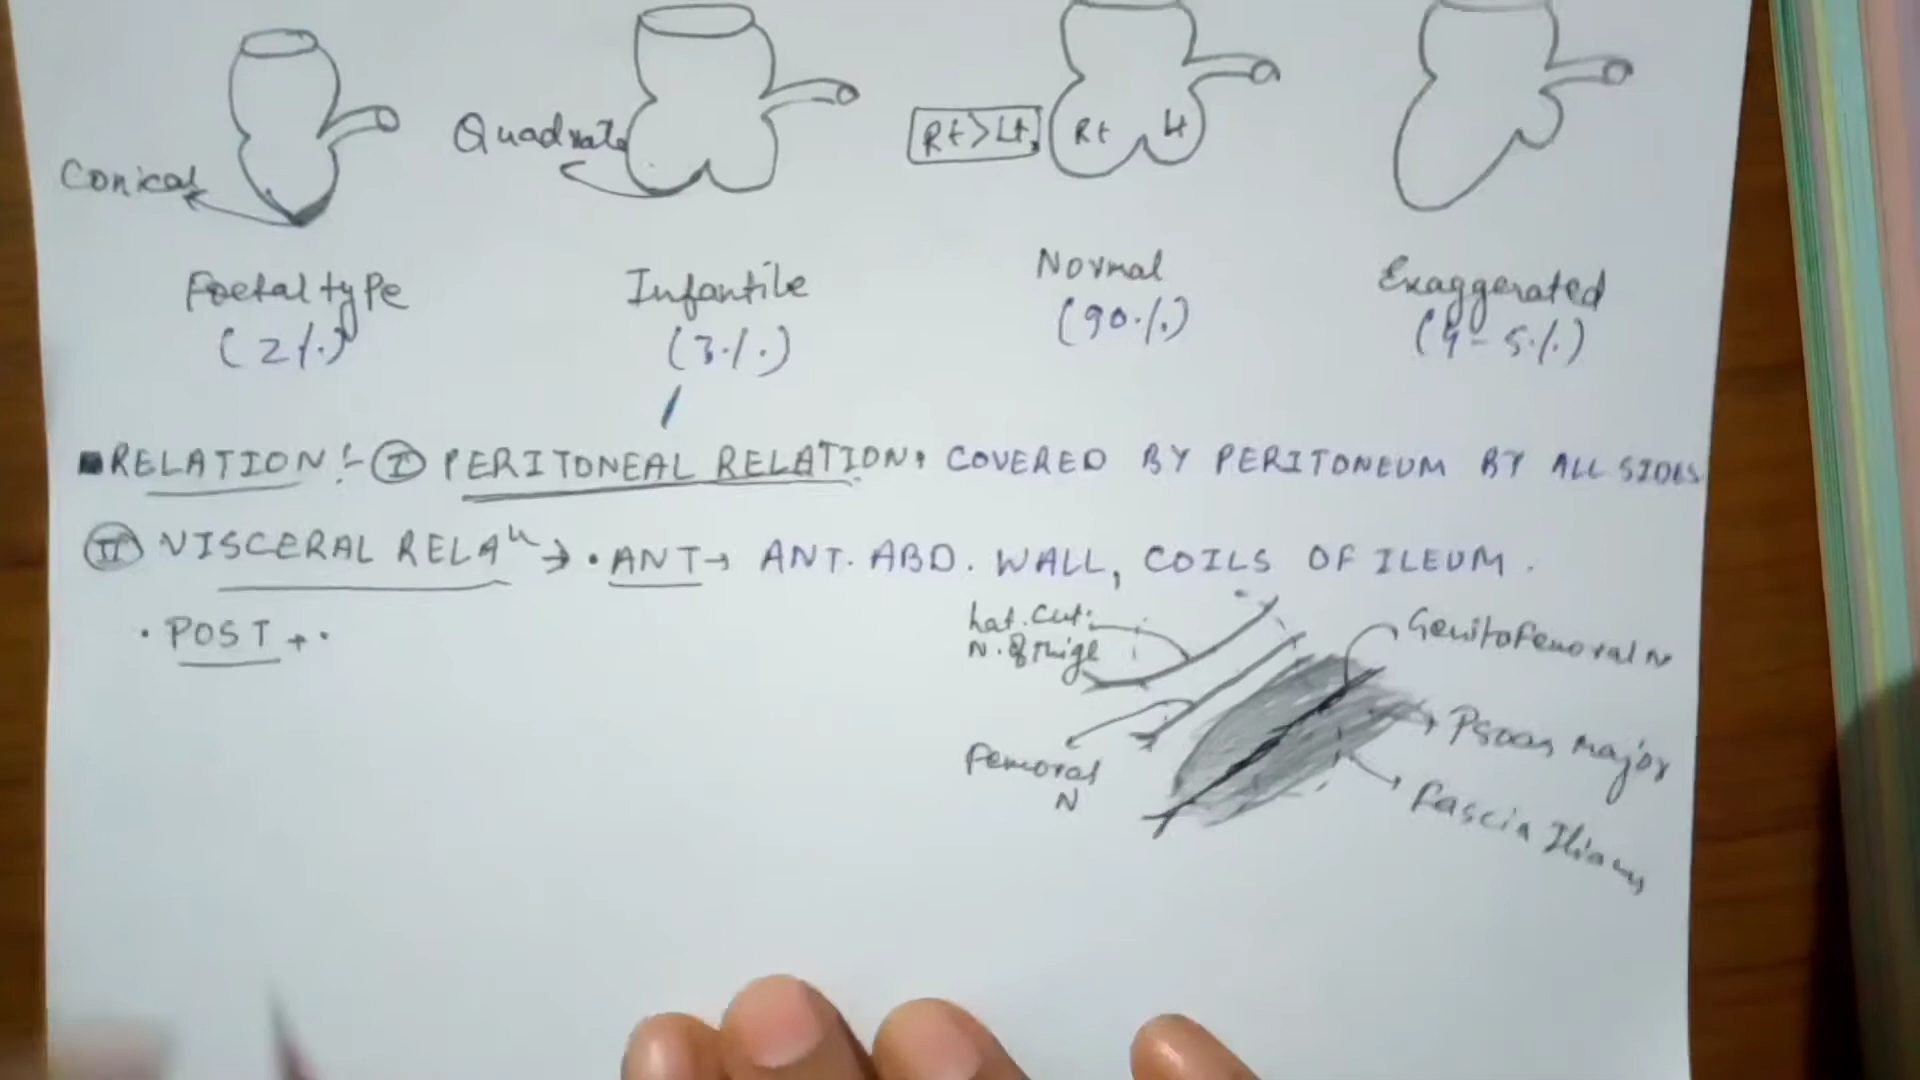 Conical
Quadrate
Rt>Lt
Rt Lt
Foetal type
(2%)
Infantile
(3%)
Normal
(90%)
Exaggerated
(4-5%)
RELATION:- I PERITONEAL RELATION. COVERED BY PERITONEUM BY ALL SIDES
II VISCERAL RELAn → • ANT → ANT. ABD. WALL, COILS OF ILEUM.
• POST → •
Lat. Cut.
N. of thigh
Femoral
N
Genitofemoral N
Psoas major
Fascia Iliaca